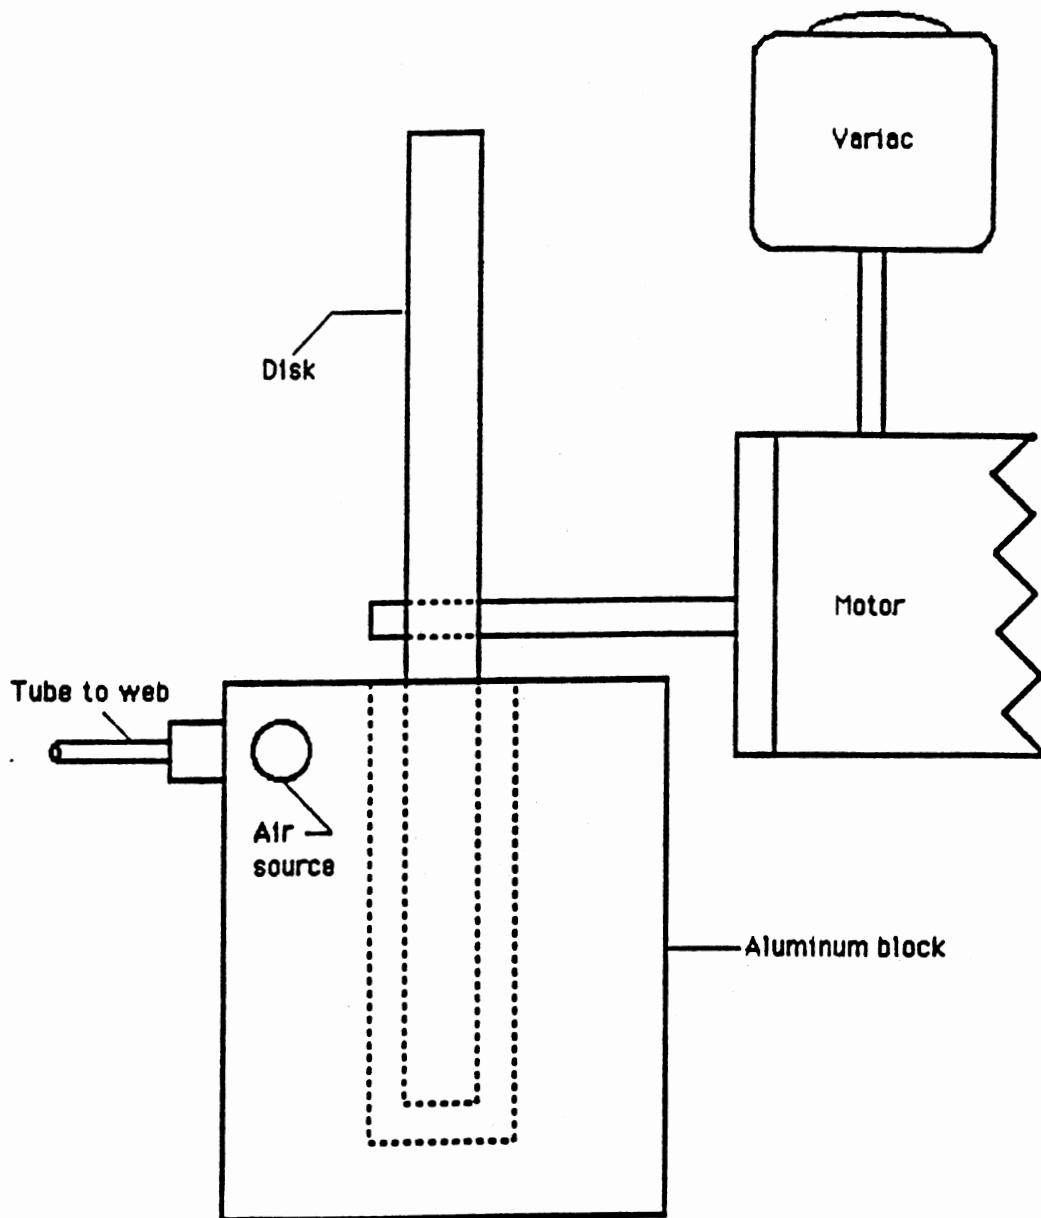 Variac
Disk
Motor
Tube to web
Air
source
Aluminum block